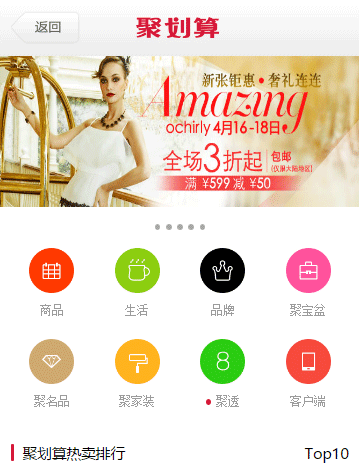 返回
聚划算
新张钜惠•奢礼连连
Amazing
ochirly 4月16-18日
全场3折起 包邮
(仅限大陆地区)
满 ¥599 减 ¥50
商品 生活 品牌 聚宝盆
聚名品 聚家装 聚透 客户端
聚划算热卖排行 Top10